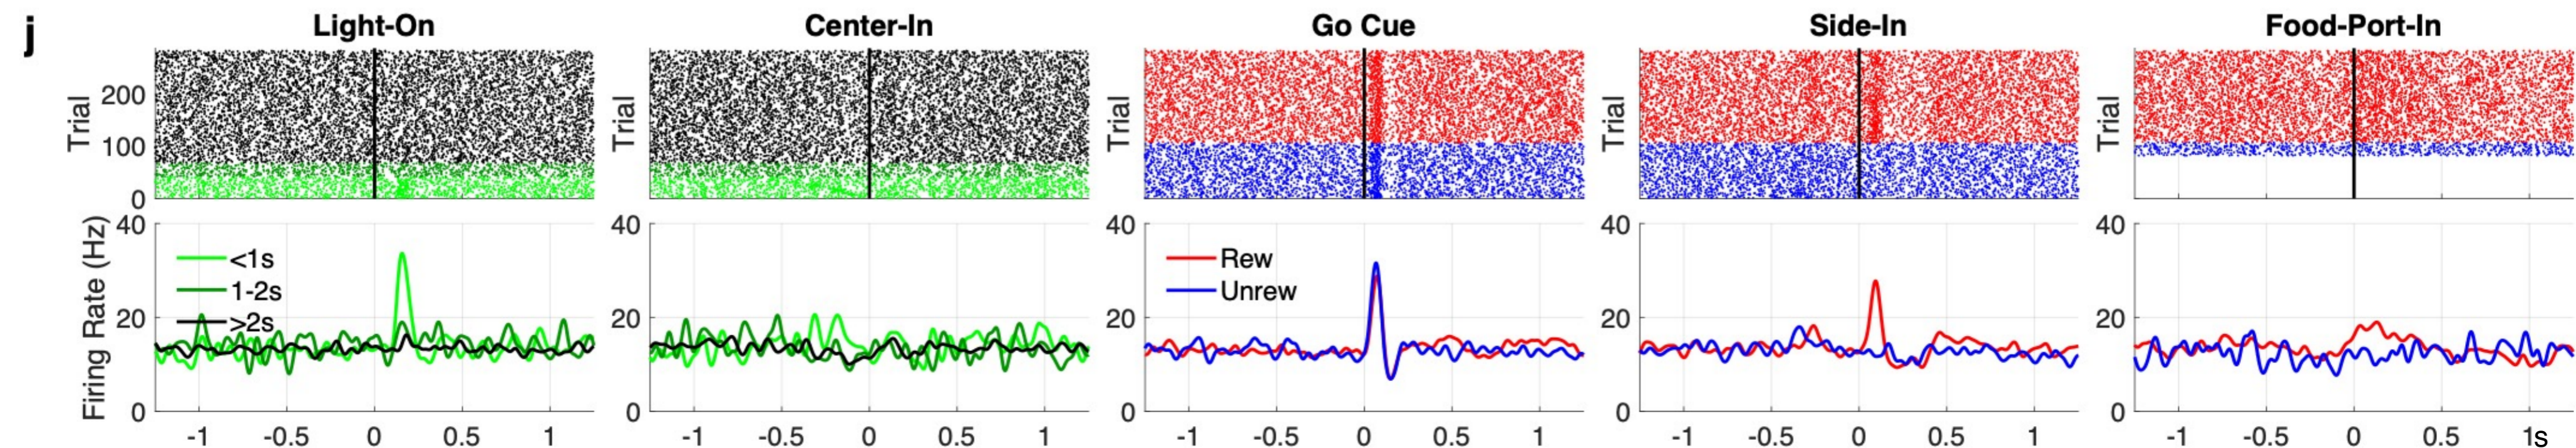 j
Light-On
Center-In
Go Cue
Side-In
Food-Port-In
Trial
200
100
0
Trial
Trial
Trial
Trial
Firing Rate (Hz)
40
20
0
<1s
1-2s
>2s
-1 -0.5 0 0.5 1
40
20
0
-1 -0.5 0 0.5 1
40
20
0
Rew
Unrew
-1 -0.5 0 0.5 1
40
20
0
-1 -0.5 0 0.5 1
40
20
0
-1 -0.5 0 0.5 1s